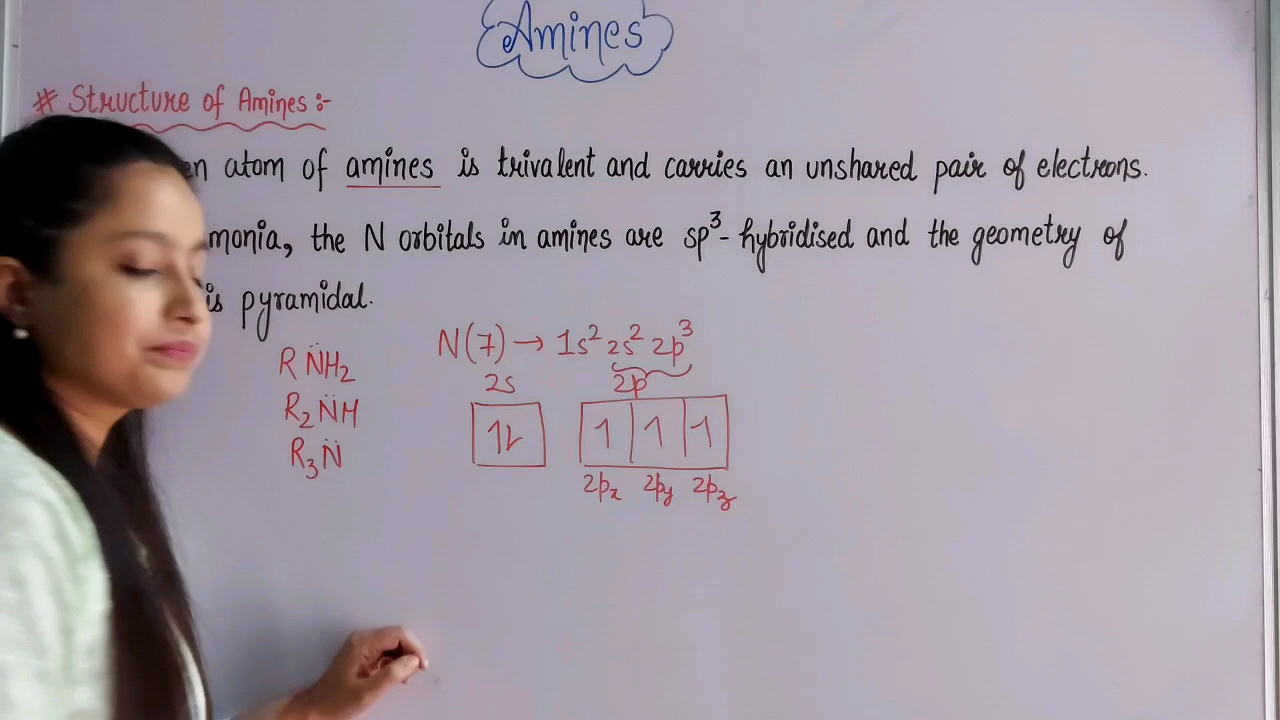 Amines
# Structure of Amines :-
atom of amines is trivalent and carries an unshared pair of electrons.
the N orbitals in amines are sp³- hybridised and the geometry of
is pyramidal.
N(7) → 1s² 2s² 2p³
R N̈H₂
2s 2p
R₂ N̈H
1⇂ 1 1 1
R₃ N̈
2pₓ 2py 2pz